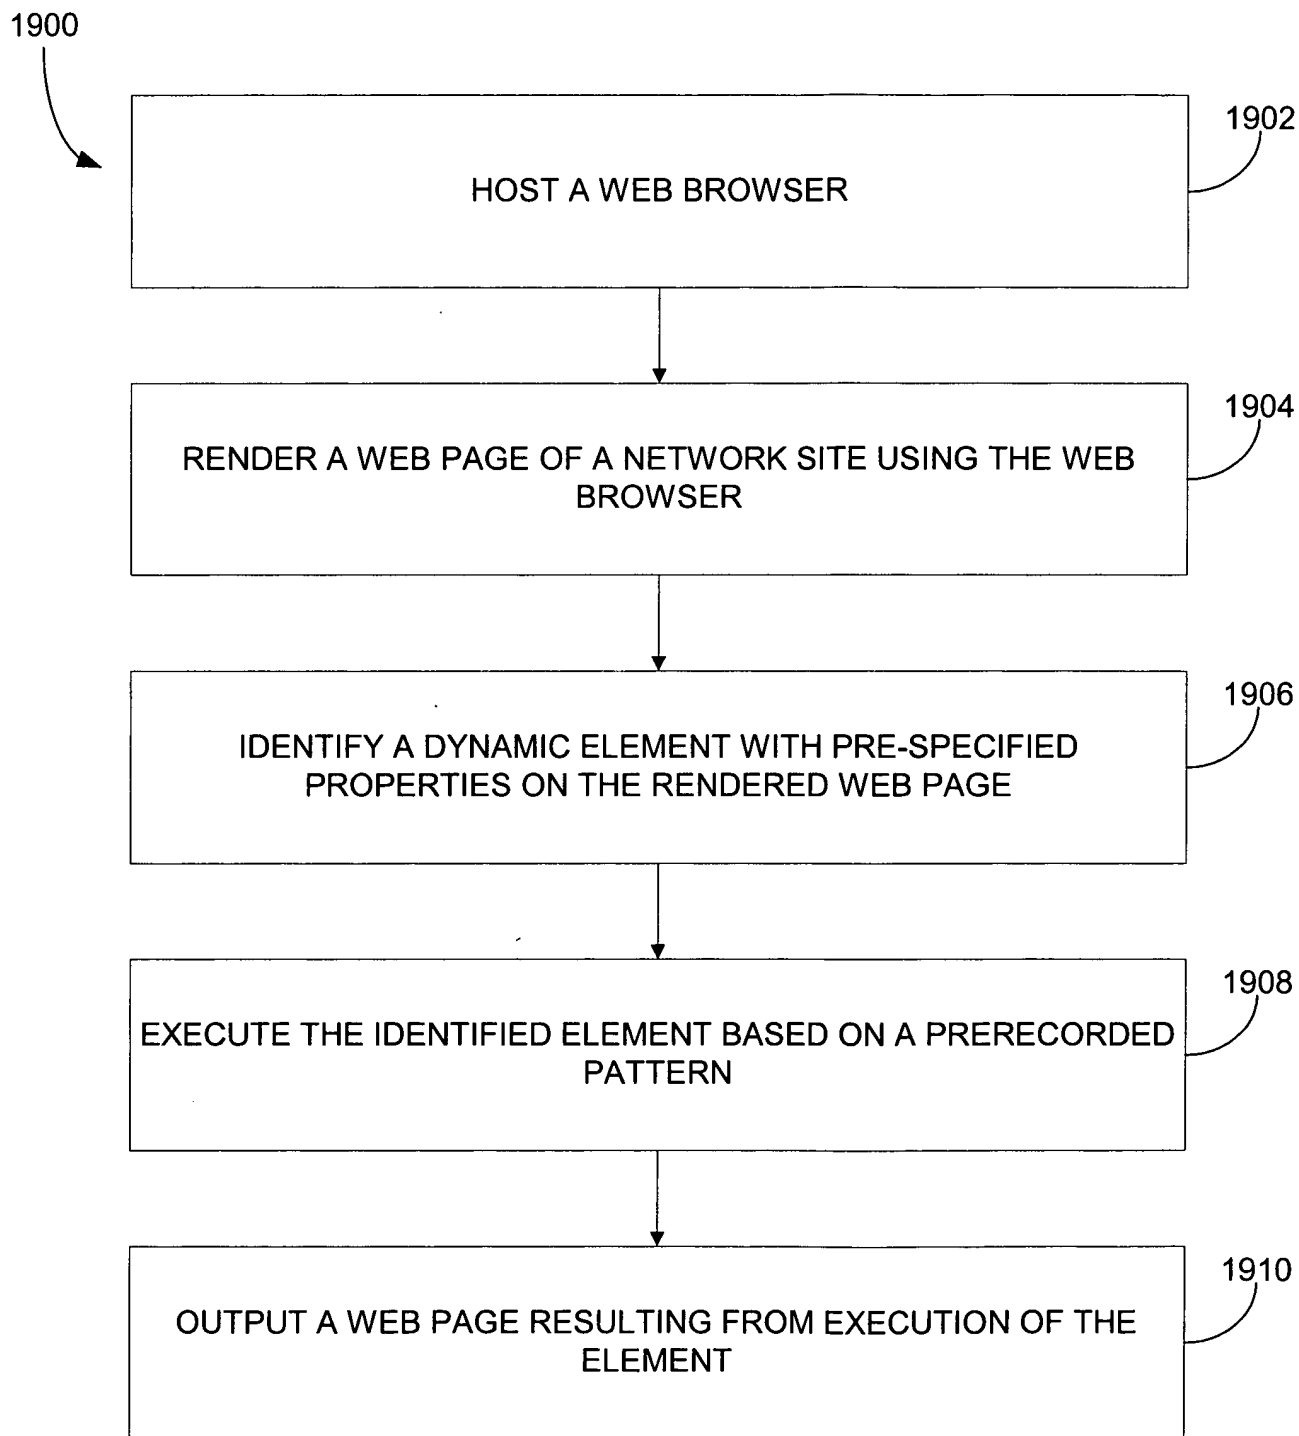 1900
1902
HOST A WEB BROWSER
1904
RENDER A WEB PAGE OF A NETWORK SITE USING THE WEB
BROWSER
1906
IDENTIFY A DYNAMIC ELEMENT WITH PRE-SPECIFIED
PROPERTIES ON THE RENDERED WEB PAGE
1908
EXECUTE THE IDENTIFIED ELEMENT BASED ON A PRERECORDED
PATTERN
1910
OUTPUT A WEB PAGE RESULTING FROM EXECUTION OF THE
ELEMENT